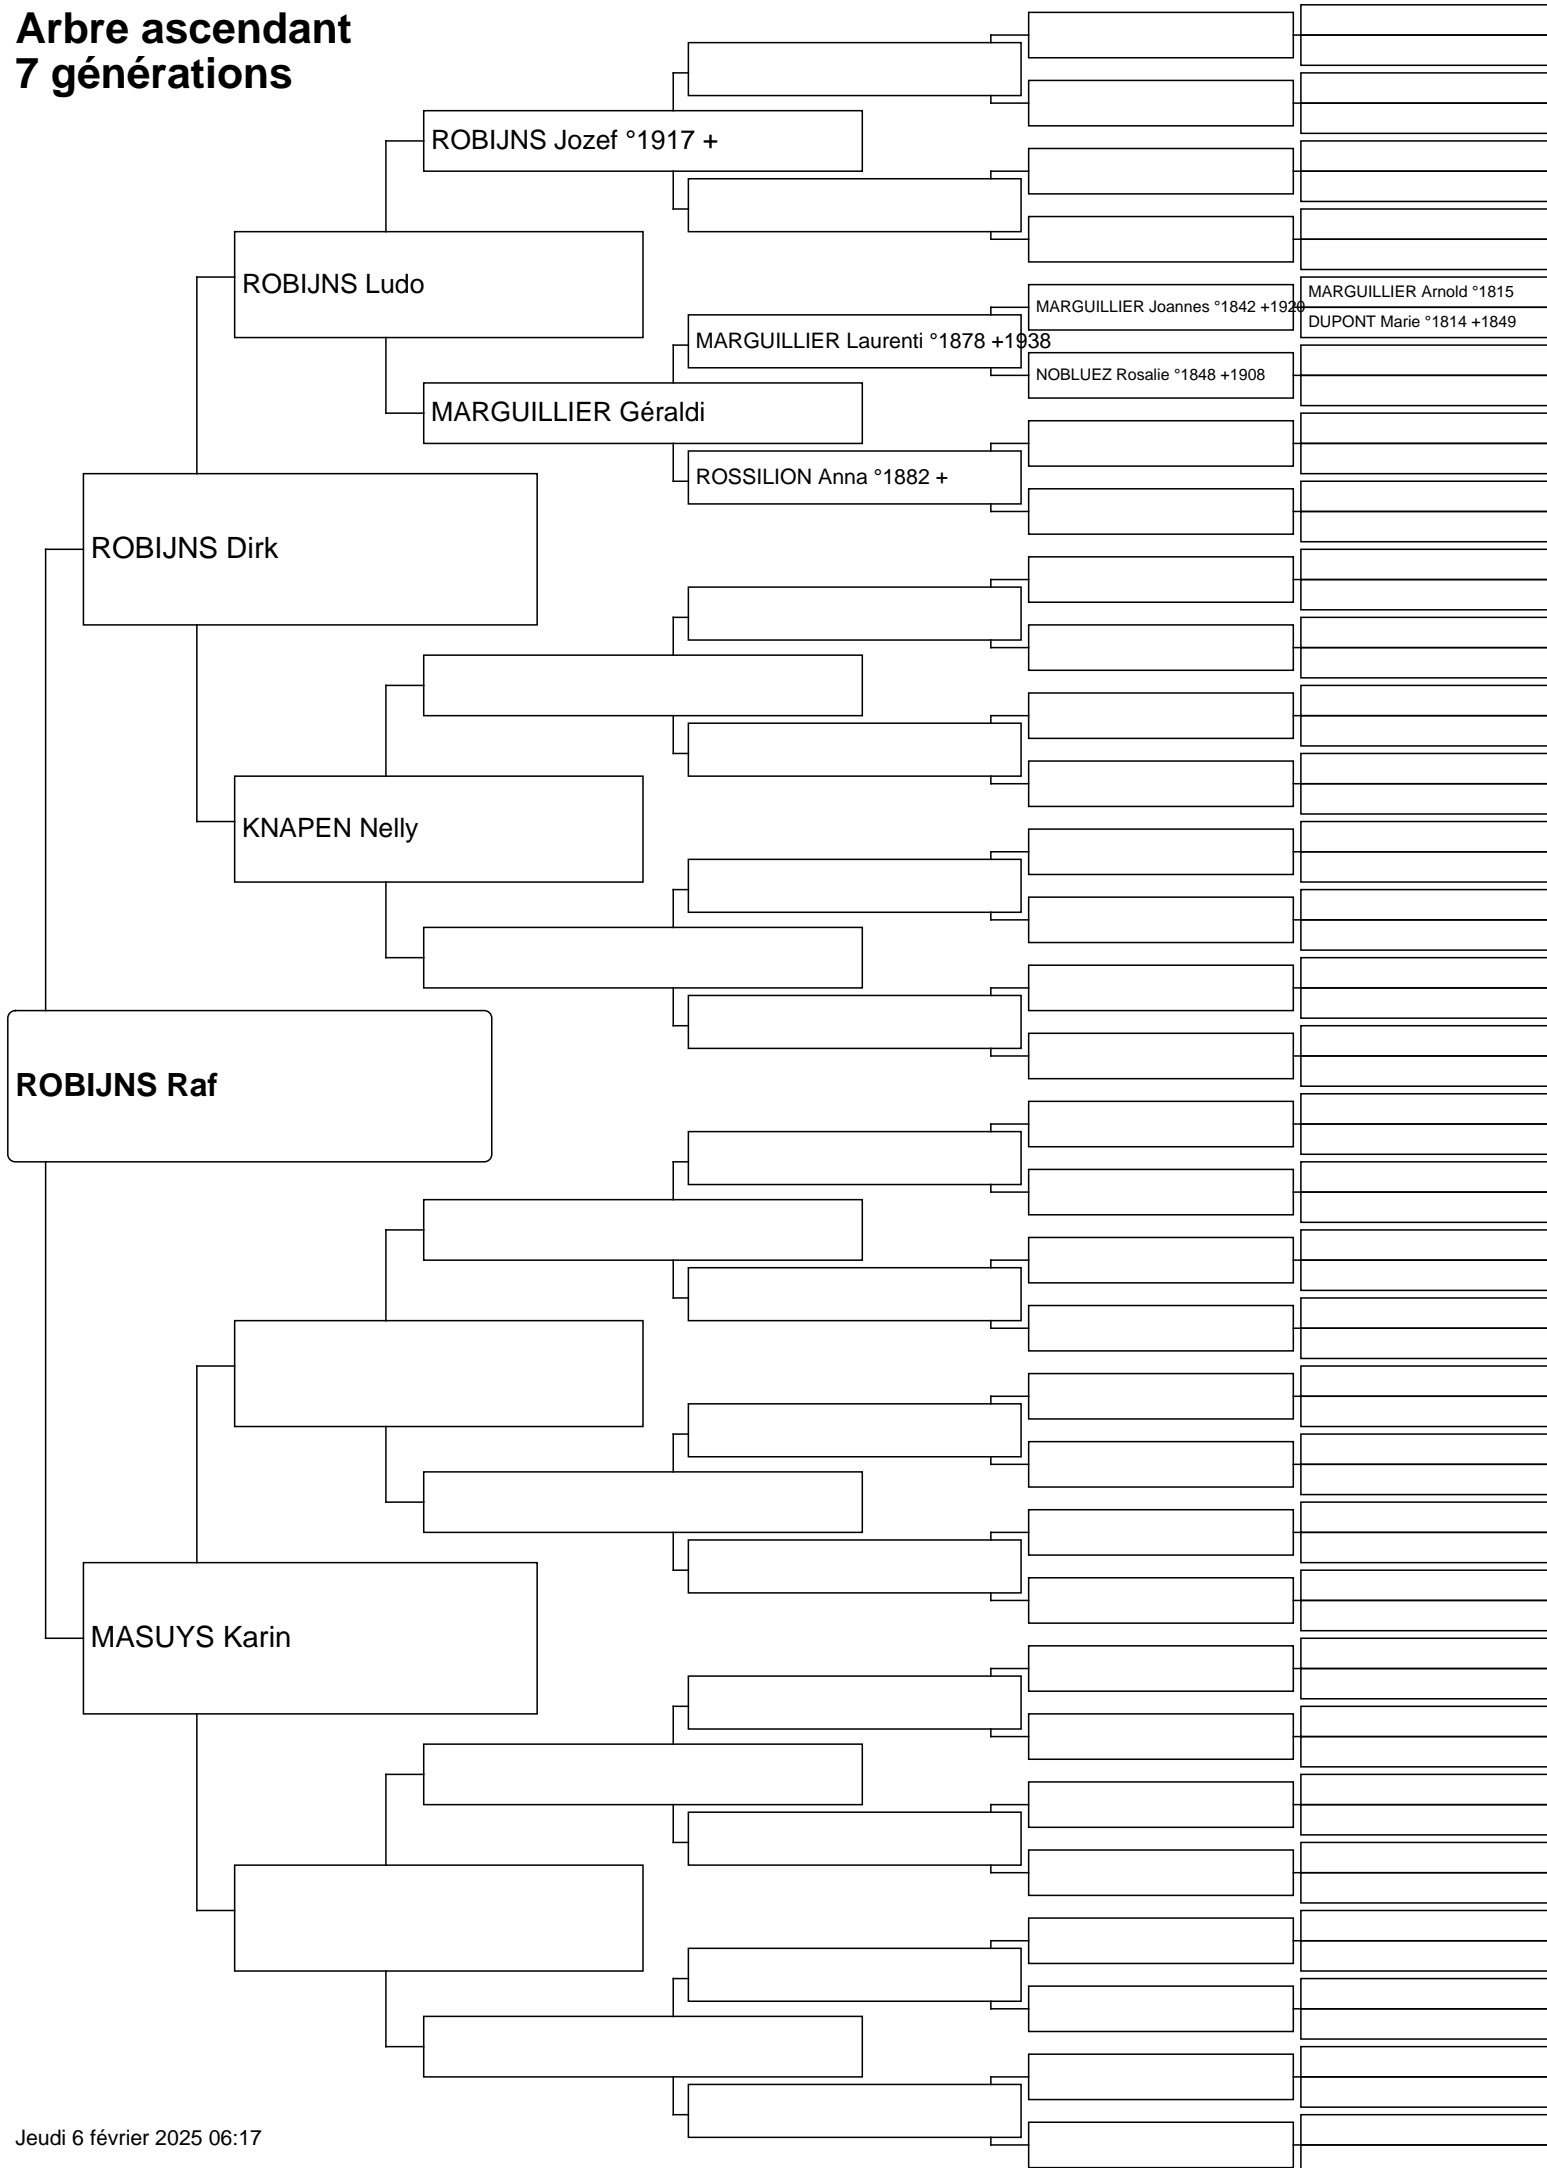 Arbre ascendant
7 générations
ROBIJNS Jozef °1917 +
ROBIJNS Ludo
MARGUILLIER Joannes °1842 +1920
MARGUILLIER Arnold °1815
DUPONT Marie °1814 +1849
MARGUILLIER Laurenti °1878 +1938
NOBLUEZ Rosalie °1848 +1908
MARGUILLIER Géraldi
ROSSILION Anna °1882 +
ROBIJNS Dirk
KNAPEN Nelly
ROBIJNS Raf
MASUYS Karin
Jeudi 6 février 2025 06:17